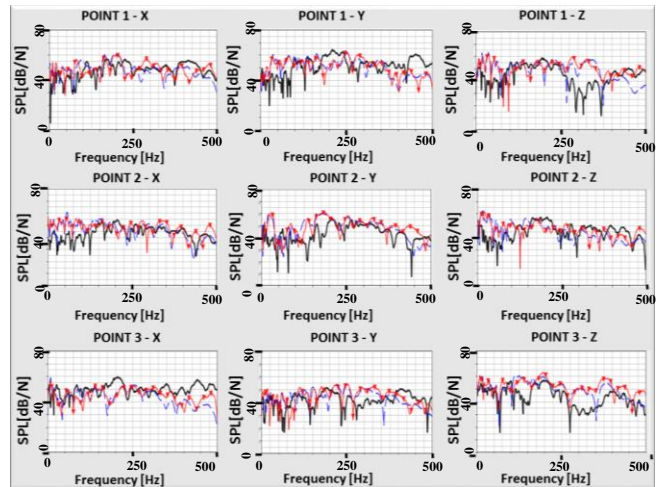 POINT 1 - X POINT 1 - Y POINT 1 - Z
80 80 80
SPL[dB/N] SPL[dB/N] SPL[dB/N]
40 40 40
0 0 0
0 250 500 0 250 500 0 250 500
Frequency [Hz] Frequency [Hz] Frequency [Hz]
POINT 2 - X POINT 2 - Y POINT 2 - Z
80 80 80
SPL[dB/N] SPL[dB/N] SPL[dB/N]
40 40 40
0 0 0
0 250 500 0 250 500 0 250 500
Frequency [Hz] Frequency [Hz] Frequency [Hz]
POINT 3 - X POINT 3 - Y POINT 3 - Z
80 80 80
SPL[dB/N] SPL[dB/N] SPL[dB/N]
40 40 40
0 0 0
0 250 500 0 250 500 0 250 500
Frequency [Hz] Frequency [Hz] Frequency [Hz]